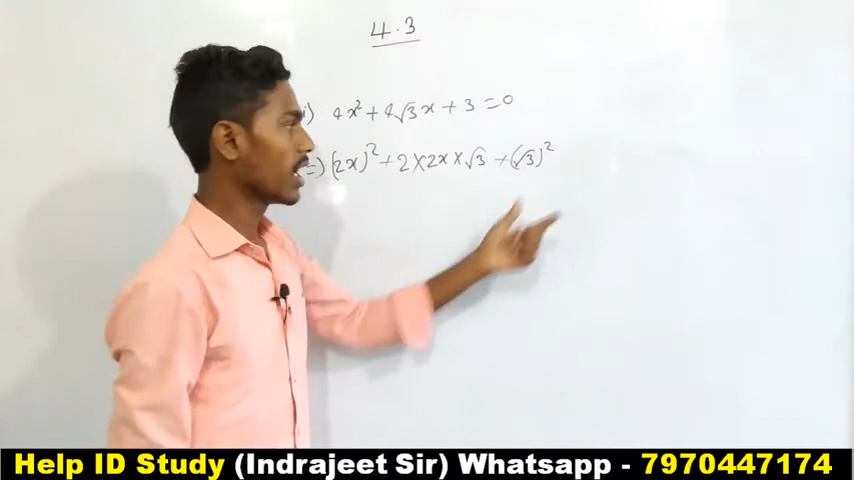 4.3
i) 4x² + 4√3x + 3 = 0
⇒) (2x)² + 2×2x×√3 + (√3)²
Help ID Study (Indrajeet Sir) Whatsapp - 7970447174